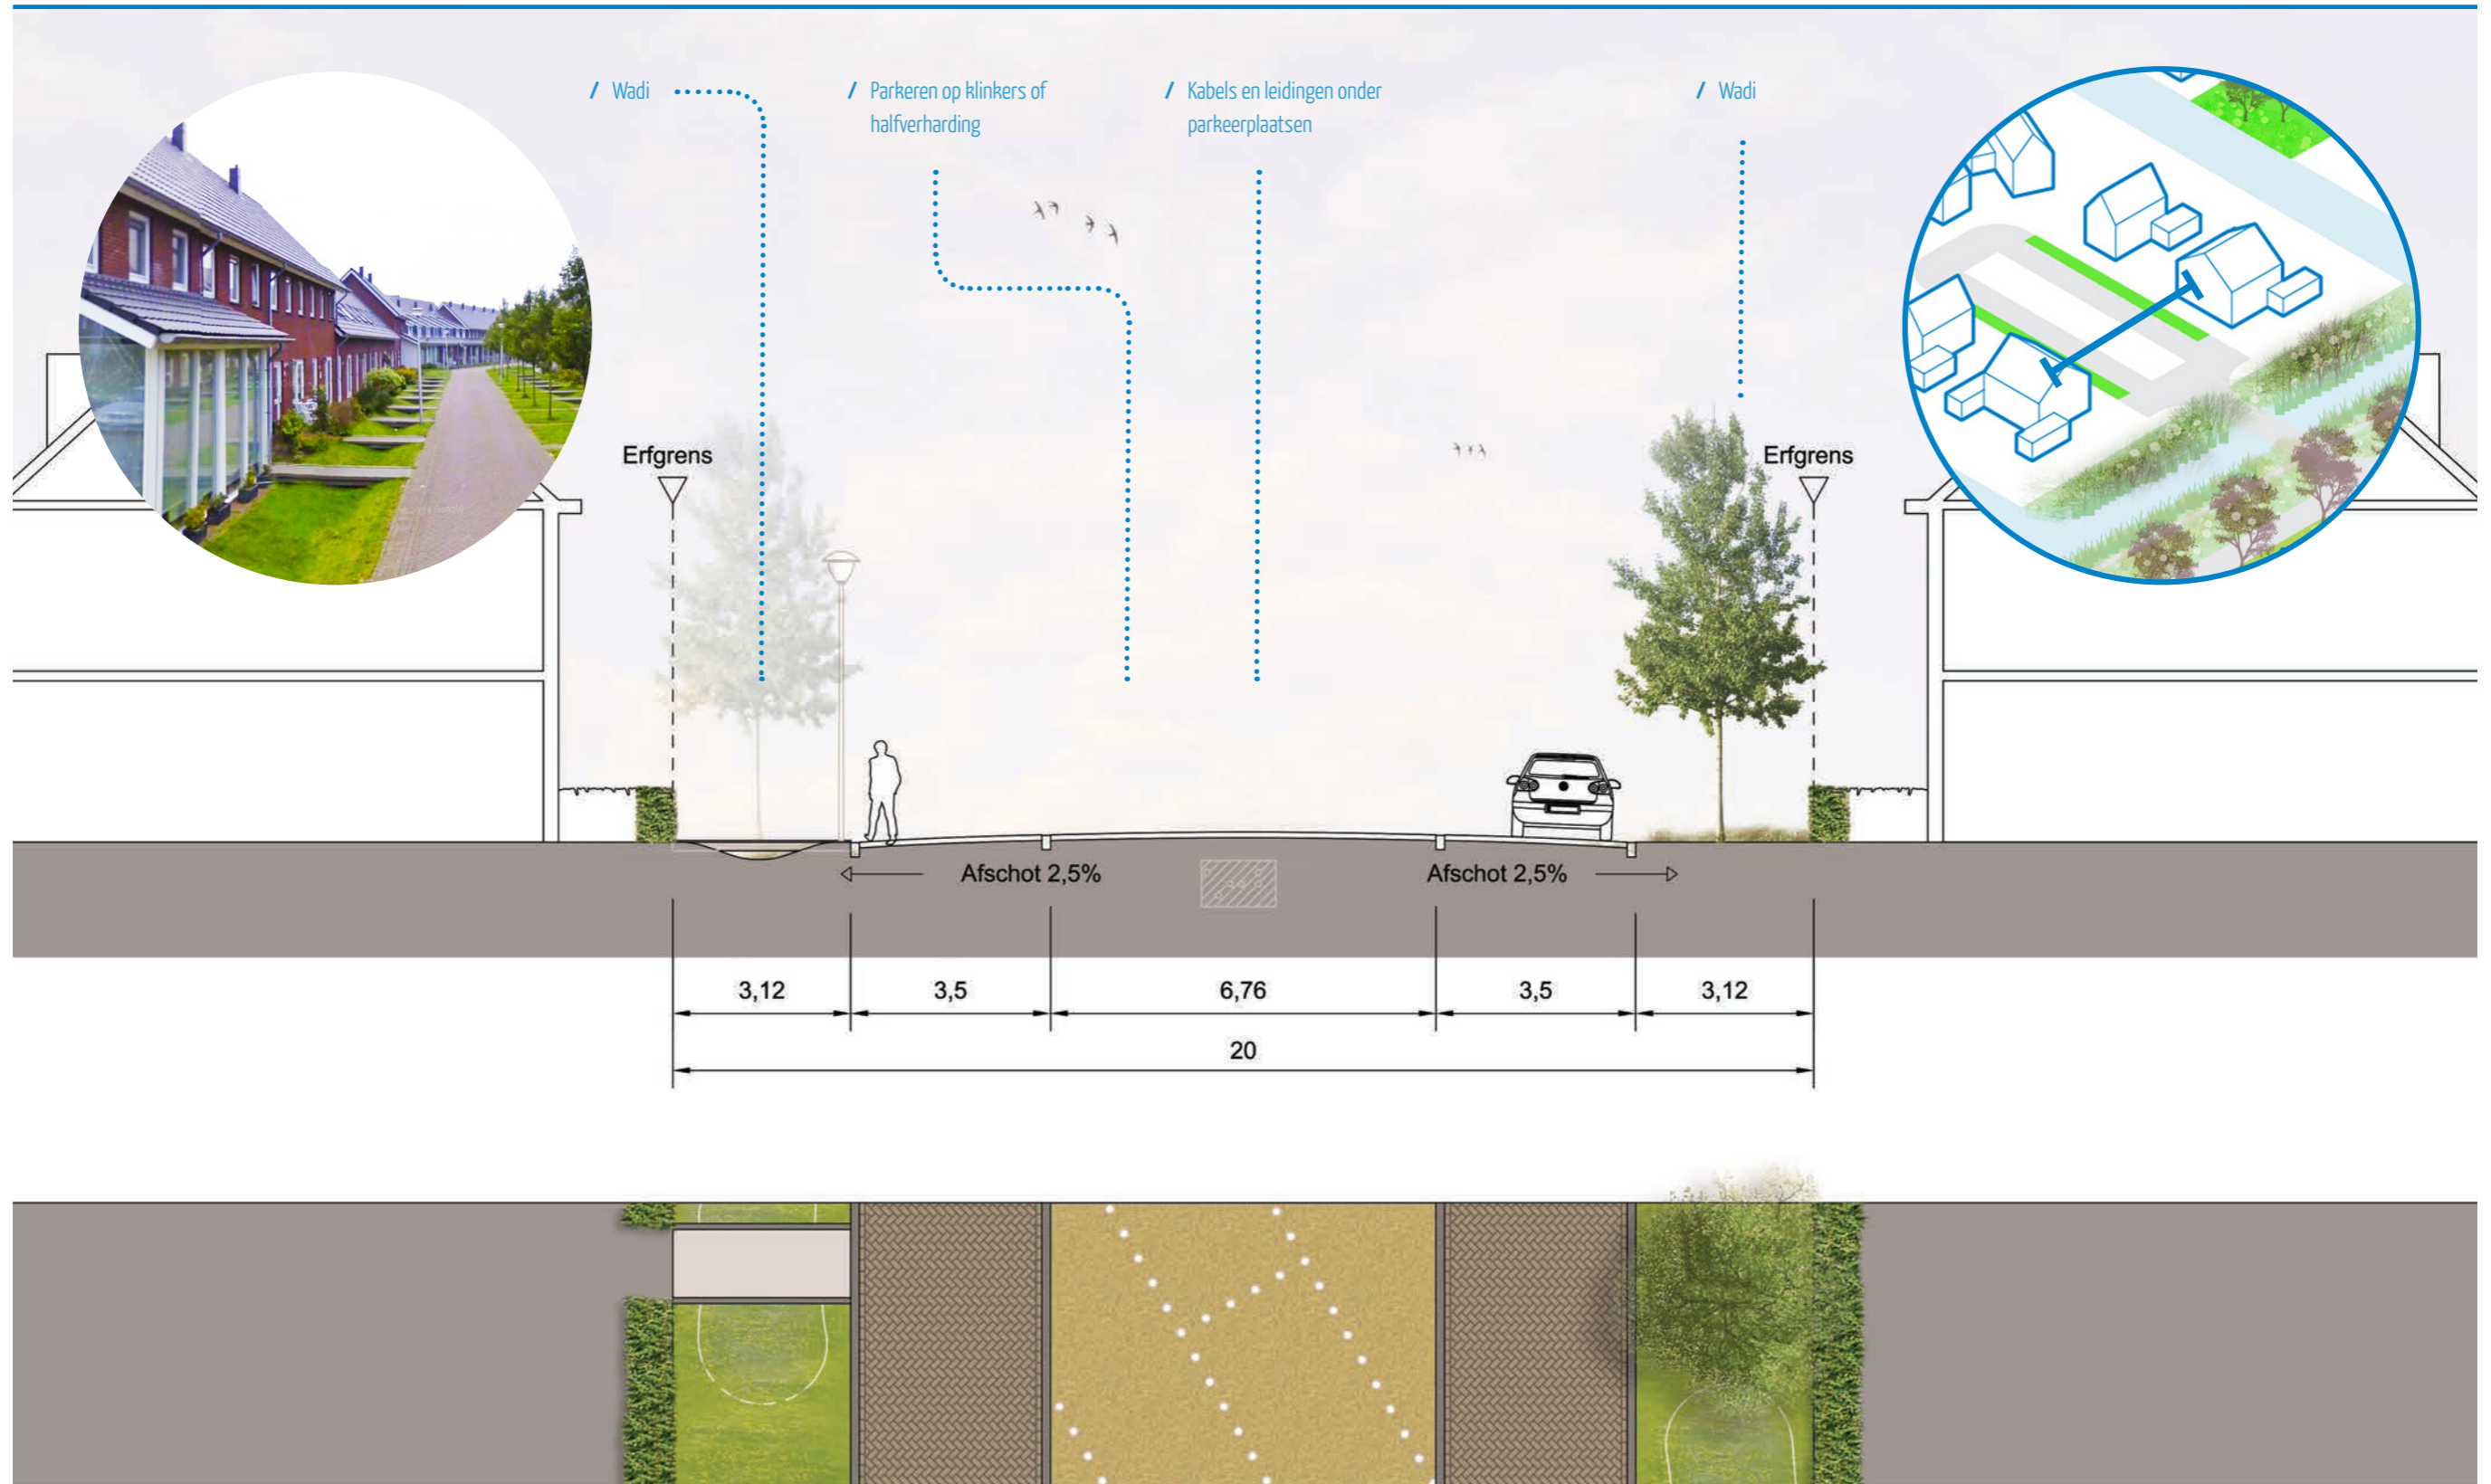 / Wadi
/ Parkeren op klinkers of
halfverharding
/ Kabels en leidingen onder
parkeerplaatsen
/ Wadi
Erfgrens
Erfgrens
Afschot 2,5%
Afschot 2,5%
3,12
3,5
6,76
3,5
3,12
20